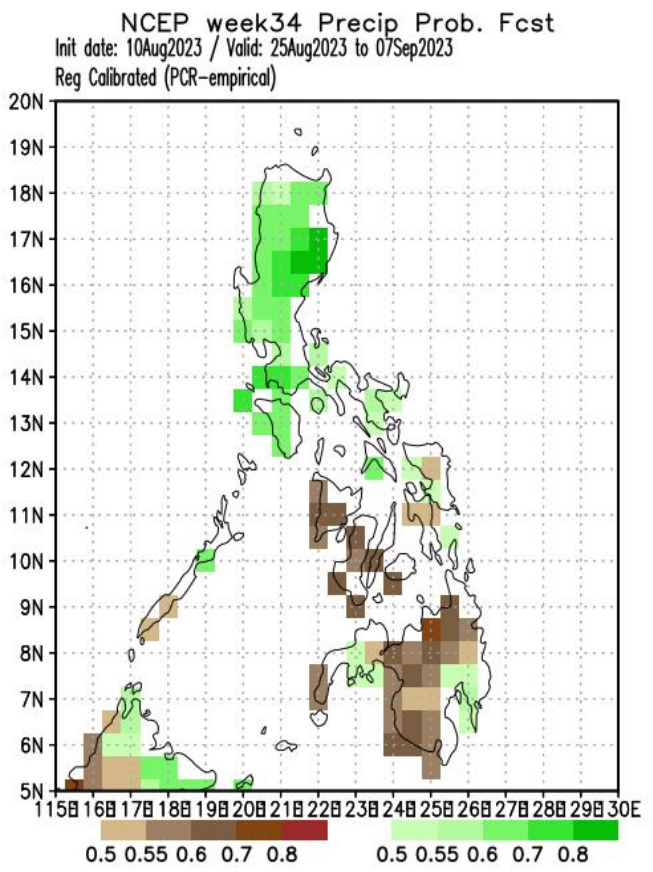 NCEP week34 Precip Prob. Fcst
Init date: 10Aug2023 / Valid: 25Aug2023 to 07Sep2023
Reg Calibrated (PCR-empirical)
20N
19N
18N
17N
16N
15N
14N
13N
12N
11N
10N
9N
8N
7N
6N
5N
115E 116E 117E 118E 119E 120E 121E 122E 123E 124E 125E 126E 127E 128E 129E 130E
0.5 0.55 0.6 0.7 0.8 0.5 0.55 0.6 0.7 0.8